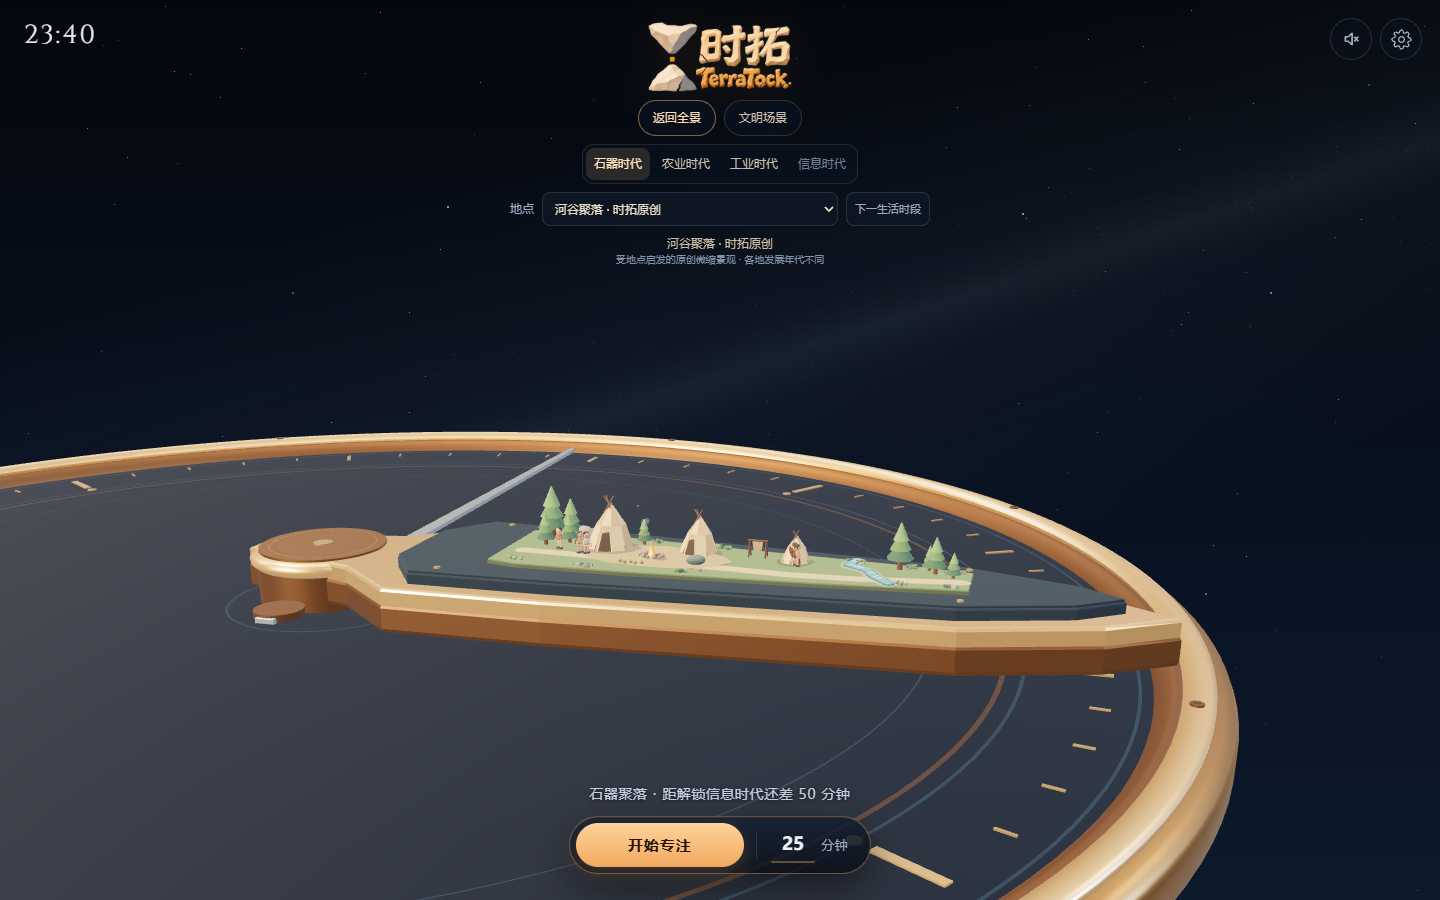 23:40
时拓
TerraTock
返回全景 文明场景
石器时代 农业时代 工业时代 信息时代
地点 河谷聚落 · 时拓原创 下一生活时段
河谷聚落 · 时拓原创
受地点启发的原创微缩景观 · 各地发展年代不同
石器聚落 · 距解锁信息时代还差 50 分钟
开始专注 25 分钟